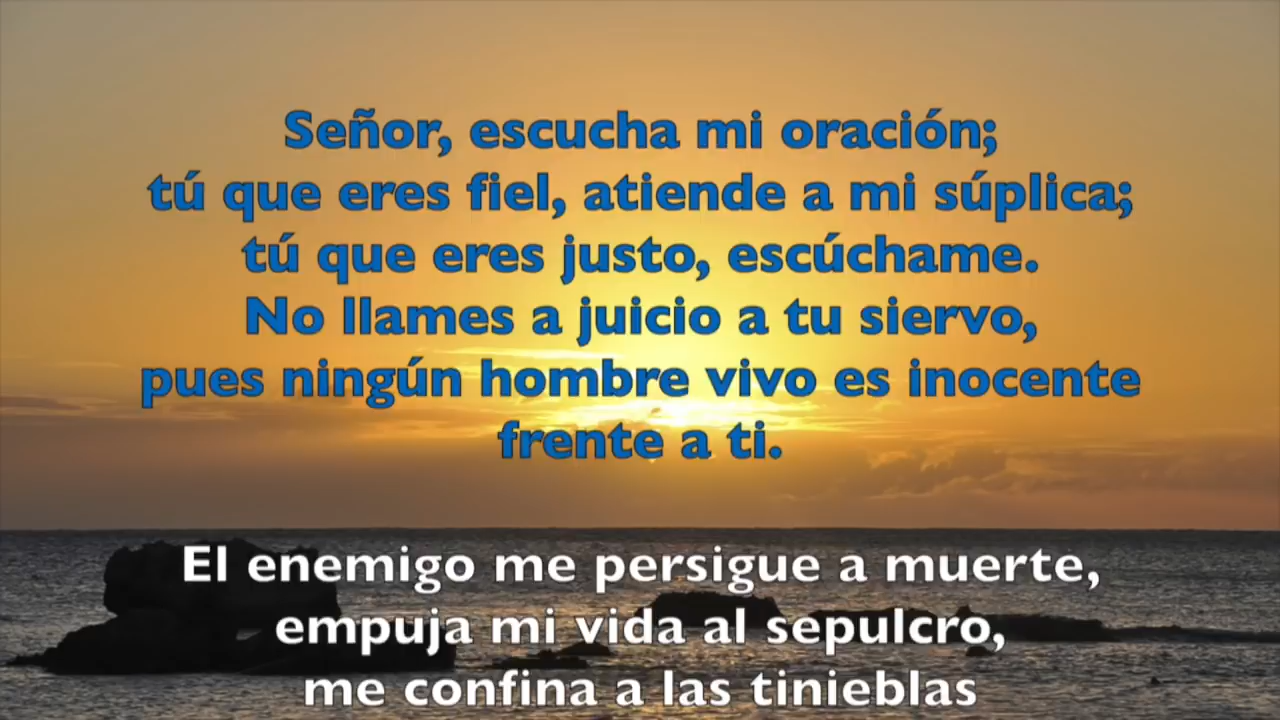 Señor, escucha mi oración;
tú que eres fiel, atiende a mi súplica;
tú que eres justo, escúchame.
No llames a juicio a tu siervo,
pues ningún hombre vivo es inocente
frente a ti.
El enemigo me persigue a muerte,
empuja mi vida al sepulcro,
me confina a las tinieblas